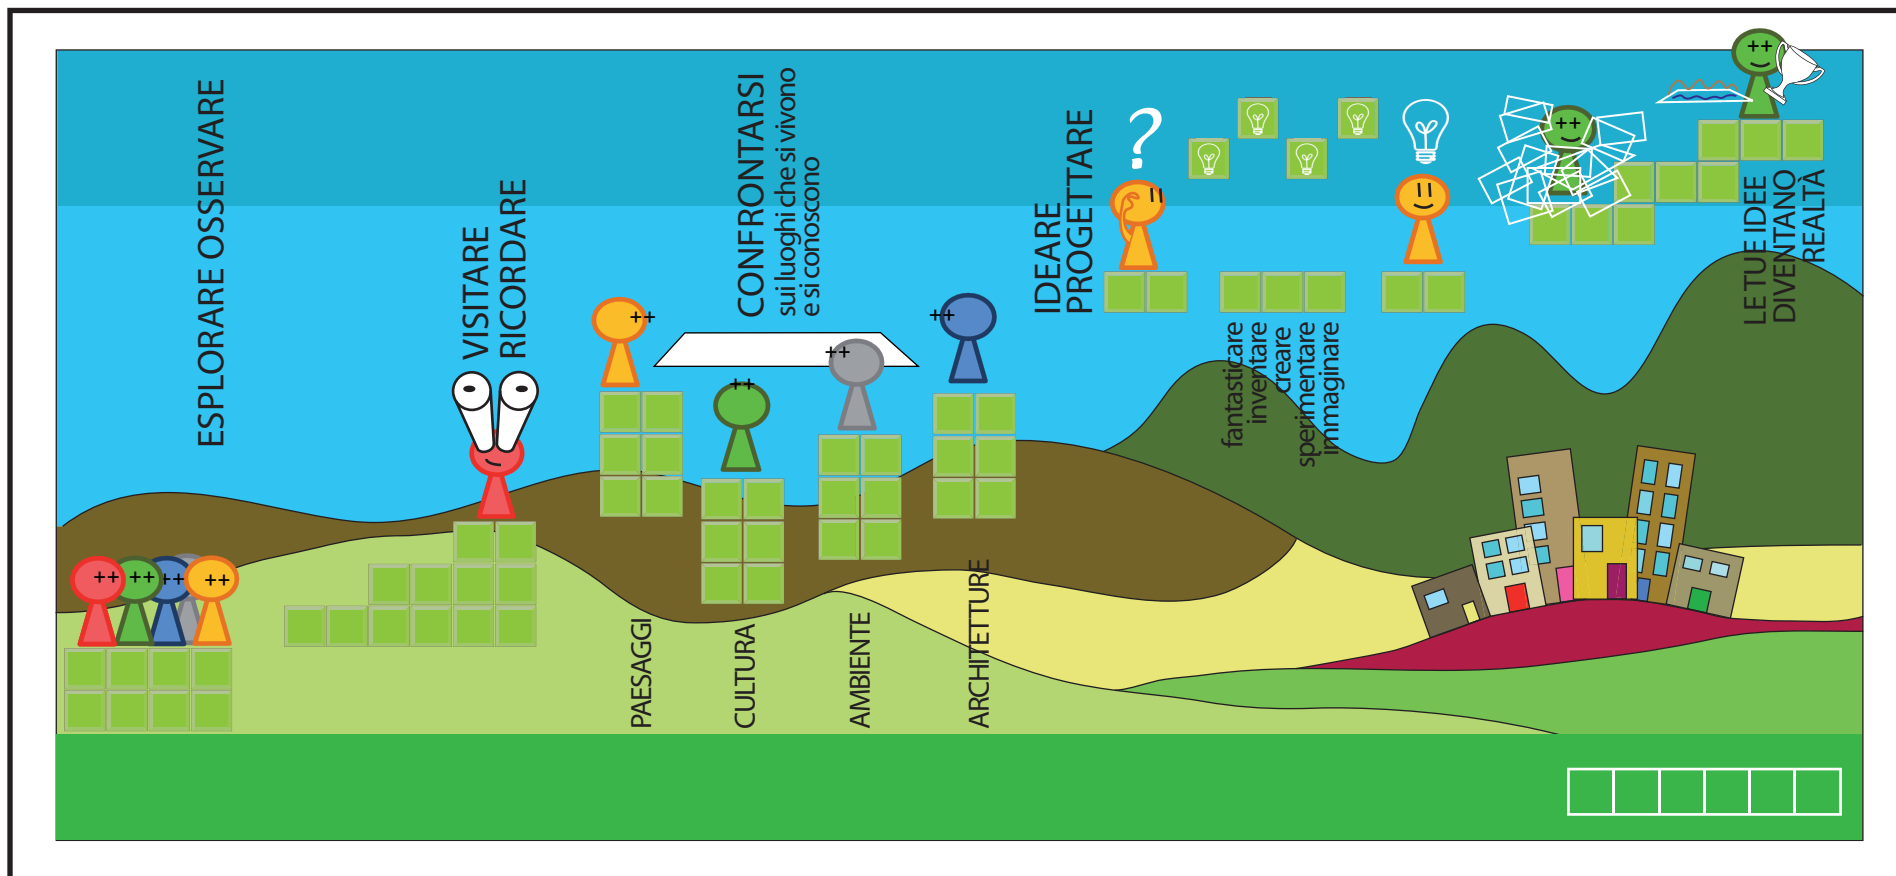 ESPLORARE OSSERVARE
VISITARE
RICORDARE
CONFRONTARSI
sui luoghi che si vivono
e si conoscono
PAESAGGI
CULTURA
AMBIENTE
ARCHITETTURE
IDEARE
PROGETTARE
?
fantasticare
inventare
creare
sperimentare
immaginare
LE TUE IDEE
DIVENTANO
REALTÀ